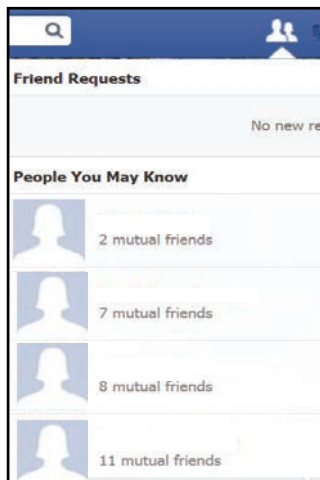 Friend Requests
No new re
People You May Know
2 mutual friends
7 mutual friends
8 mutual friends
11 mutual friends